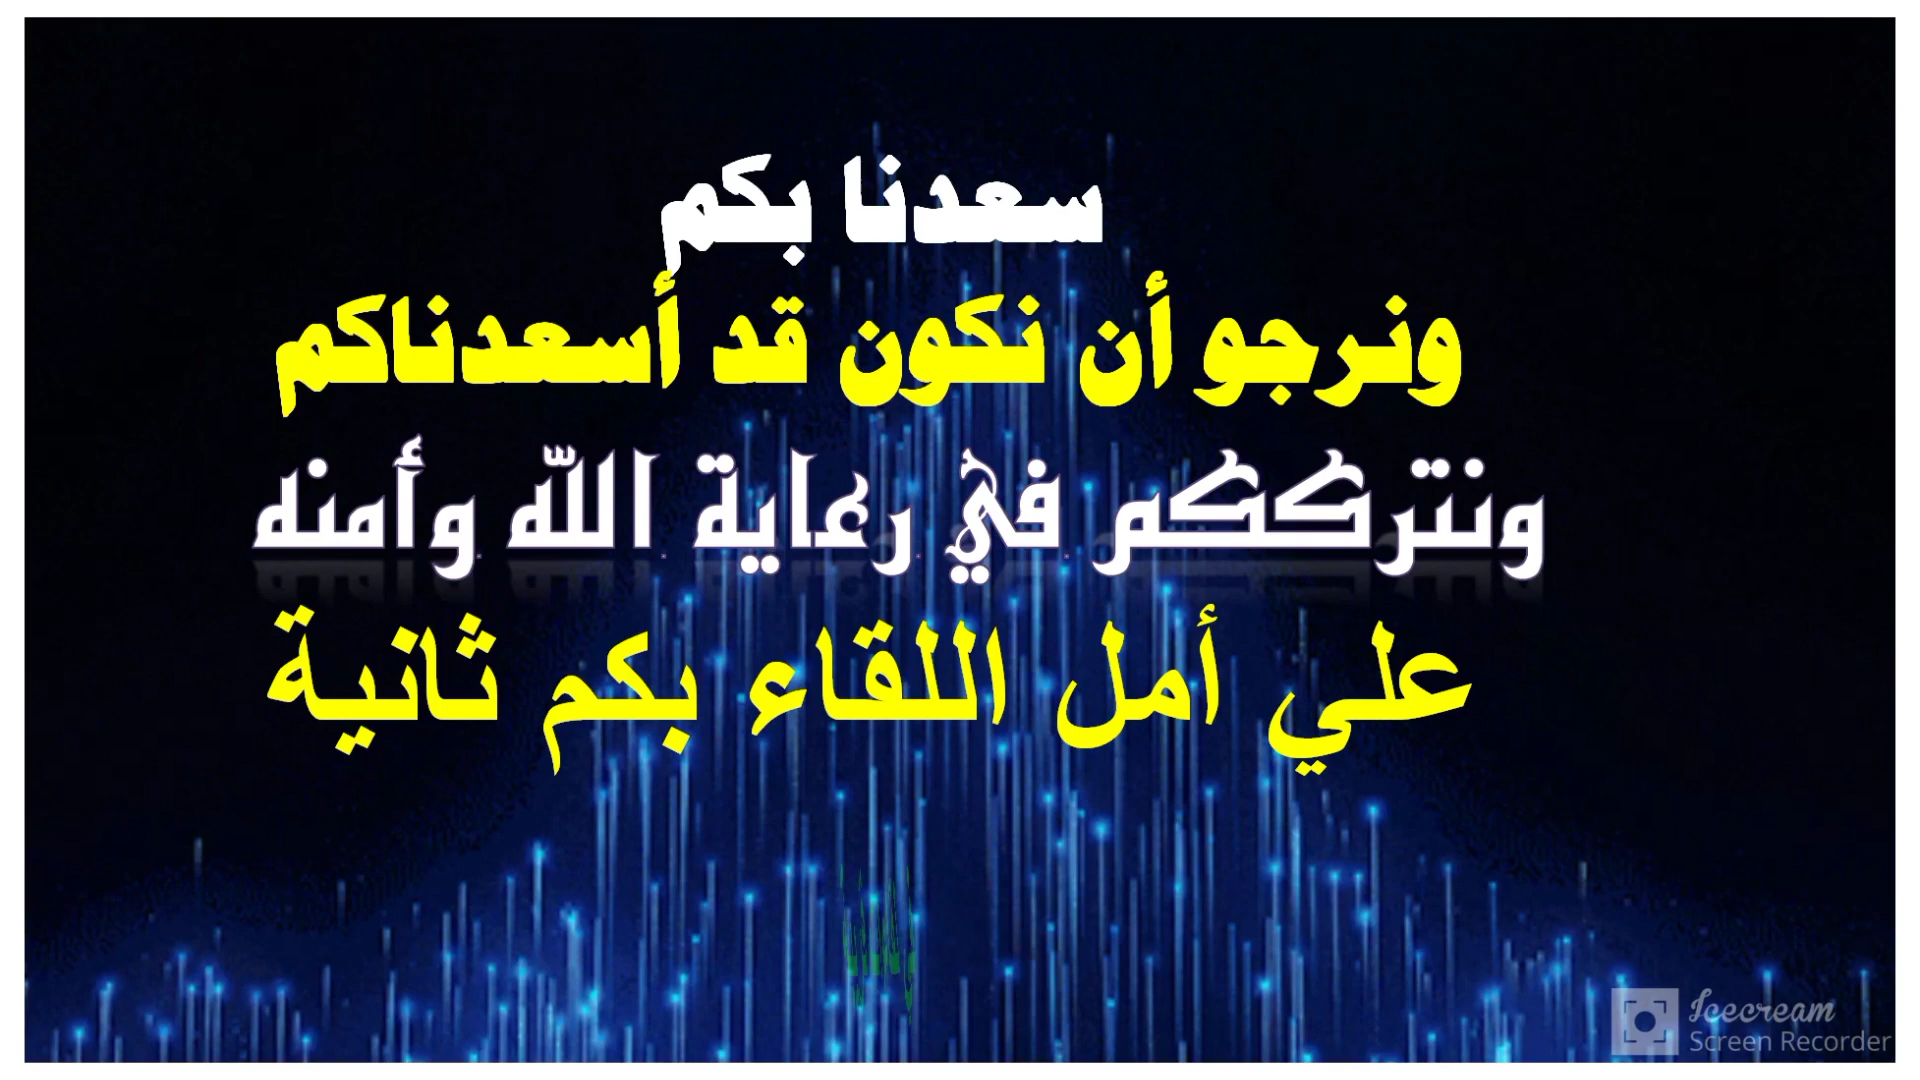 سعدنا بكم
ونرجو أن نكون قد أسعدناكم
ونترككم في رعاية الله وأمنه
علي أمل اللقاء بكم ثانية
Icecream
Screen Recorder